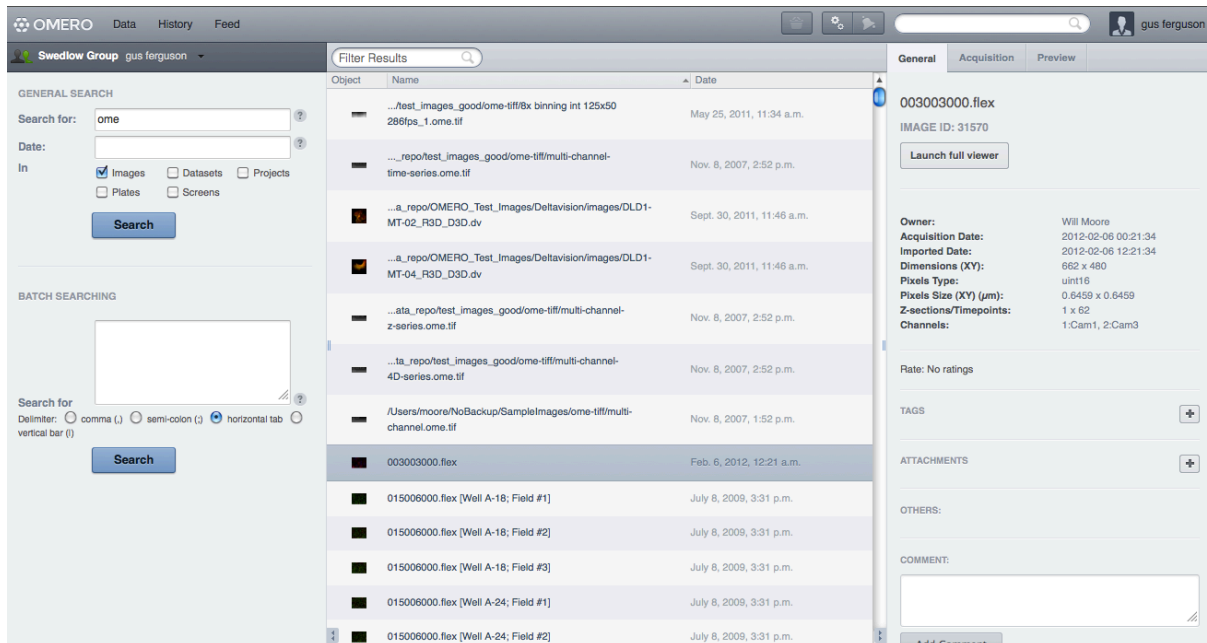 OMERO Data History Feed
gus ferguson
Swedlow Group gus ferguson
GENERAL SEARCH
Search for: ome ?
Date: ?
In Images Datasets Projects
Plates Screens
Search
BATCH SEARCHING
Search for ?
Delimiter: comma (,) semi-colon (;) horizontal tab
vertical bar (|)
Search
Filter Results
Object Name Date
.../test_images_good/ome-tiff/8x binning int 125x50
286fps_1.ome.tif
May 25, 2011, 11:34 a.m.
..._repo/test_images_good/ome-tiff/multi-channel-
time-series.ome.tif
Nov. 8, 2007, 2:52 p.m.
...a_repo/OMERO_Test_Images/Deltavision/images/DLD1-
MT-02_R3D_D3D.dv
Sept. 30, 2011, 11:46 a.m.
...a_repo/OMERO_Test_Images/Deltavision/images/DLD1-
MT-04_R3D_D3D.dv
Sept. 30, 2011, 11:46 a.m.
...ata_repo/test_images_good/ome-tiff/multi-channel-
z-series.ome.tif
Nov. 8, 2007, 2:52 p.m.
...ta_repo/test_images_good/ome-tiff/multi-channel-
4D-series.ome.tif
Nov. 8, 2007, 2:52 p.m.
/Users/moore/NoBackup/SampleImages/ome-tiff/multi-
channel.ome.tif
Nov. 8, 2007, 1:52 p.m.
003003000.flex Feb. 6, 2012, 12:21 a.m.
015006000.flex [Well A-18; Field #1] July 8, 2009, 3:31 p.m.
015006000.flex [Well A-18; Field #2] July 8, 2009, 3:31 p.m.
015006000.flex [Well A-18; Field #3] July 8, 2009, 3:31 p.m.
015006000.flex [Well A-24; Field #1] July 8, 2009, 3:31 p.m.
015006000.flex [Well A-24; Field #2] July 8, 2009, 3:31 p.m.
General Acquisition Preview
003003000.flex
IMAGE ID: 31570
Launch full viewer
Owner: Will Moore
Acquisition Date: 2012-02-06 00:21:34
Imported Date: 2012-02-06 12:21:34
Dimensions (XY): 662 x 480
Pixels Type: uint16
Pixels Size (XY) (µm): 0.6459 x 0.6459
Z-sections/Timepoints: 1 x 62
Channels: 1:Cam1, 2:Cam3
Rate: No ratings
TAGS
ATTACHMENTS
OTHERS:
COMMENT:
Add Comment